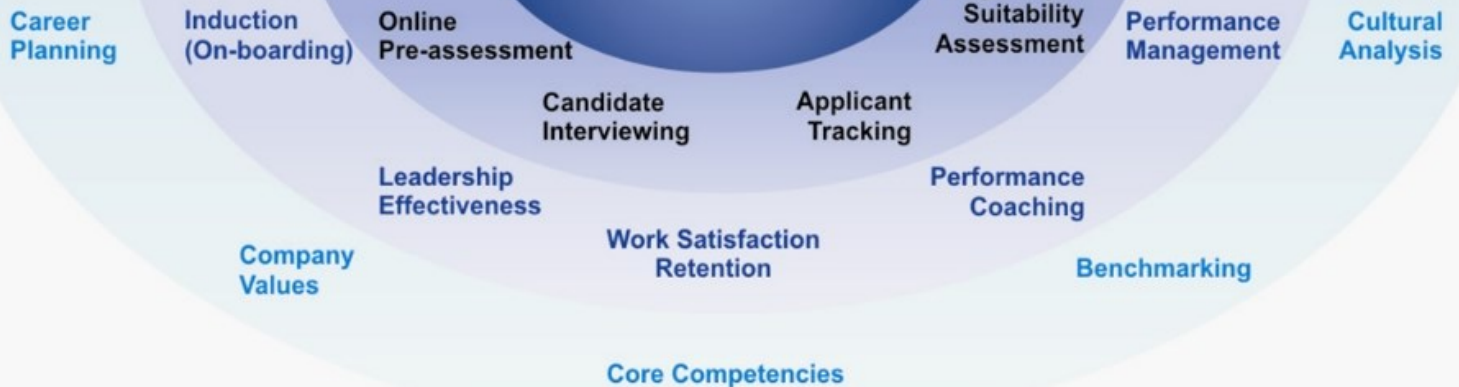 Career
Planning
Induction
(On-boarding)
Online
Pre-assessment
Suitability
Assessment
Performance
Management
Cultural
Analysis
Candidate
Interviewing
Applicant
Tracking
Leadership
Effectiveness
Performance
Coaching
Work Satisfaction
Retention
Company
Values
Benchmarking
Core Competencies